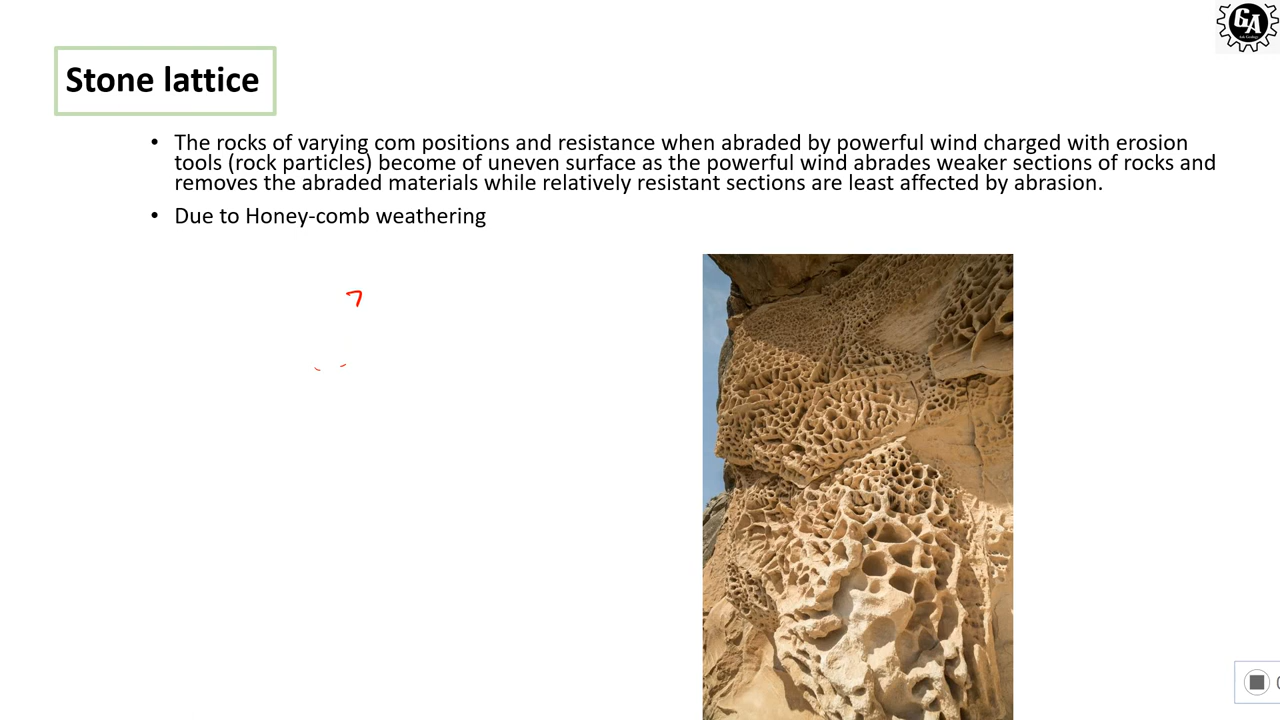 GA
Stone lattice
• The rocks of varying com positions and resistance when abraded by powerful wind charged with erosion
tools (rock particles) become of uneven surface as the powerful wind abrades weaker sections of rocks and
removes the abraded materials while relatively resistant sections are least affected by abrasion.
• Due to Honey-comb weathering